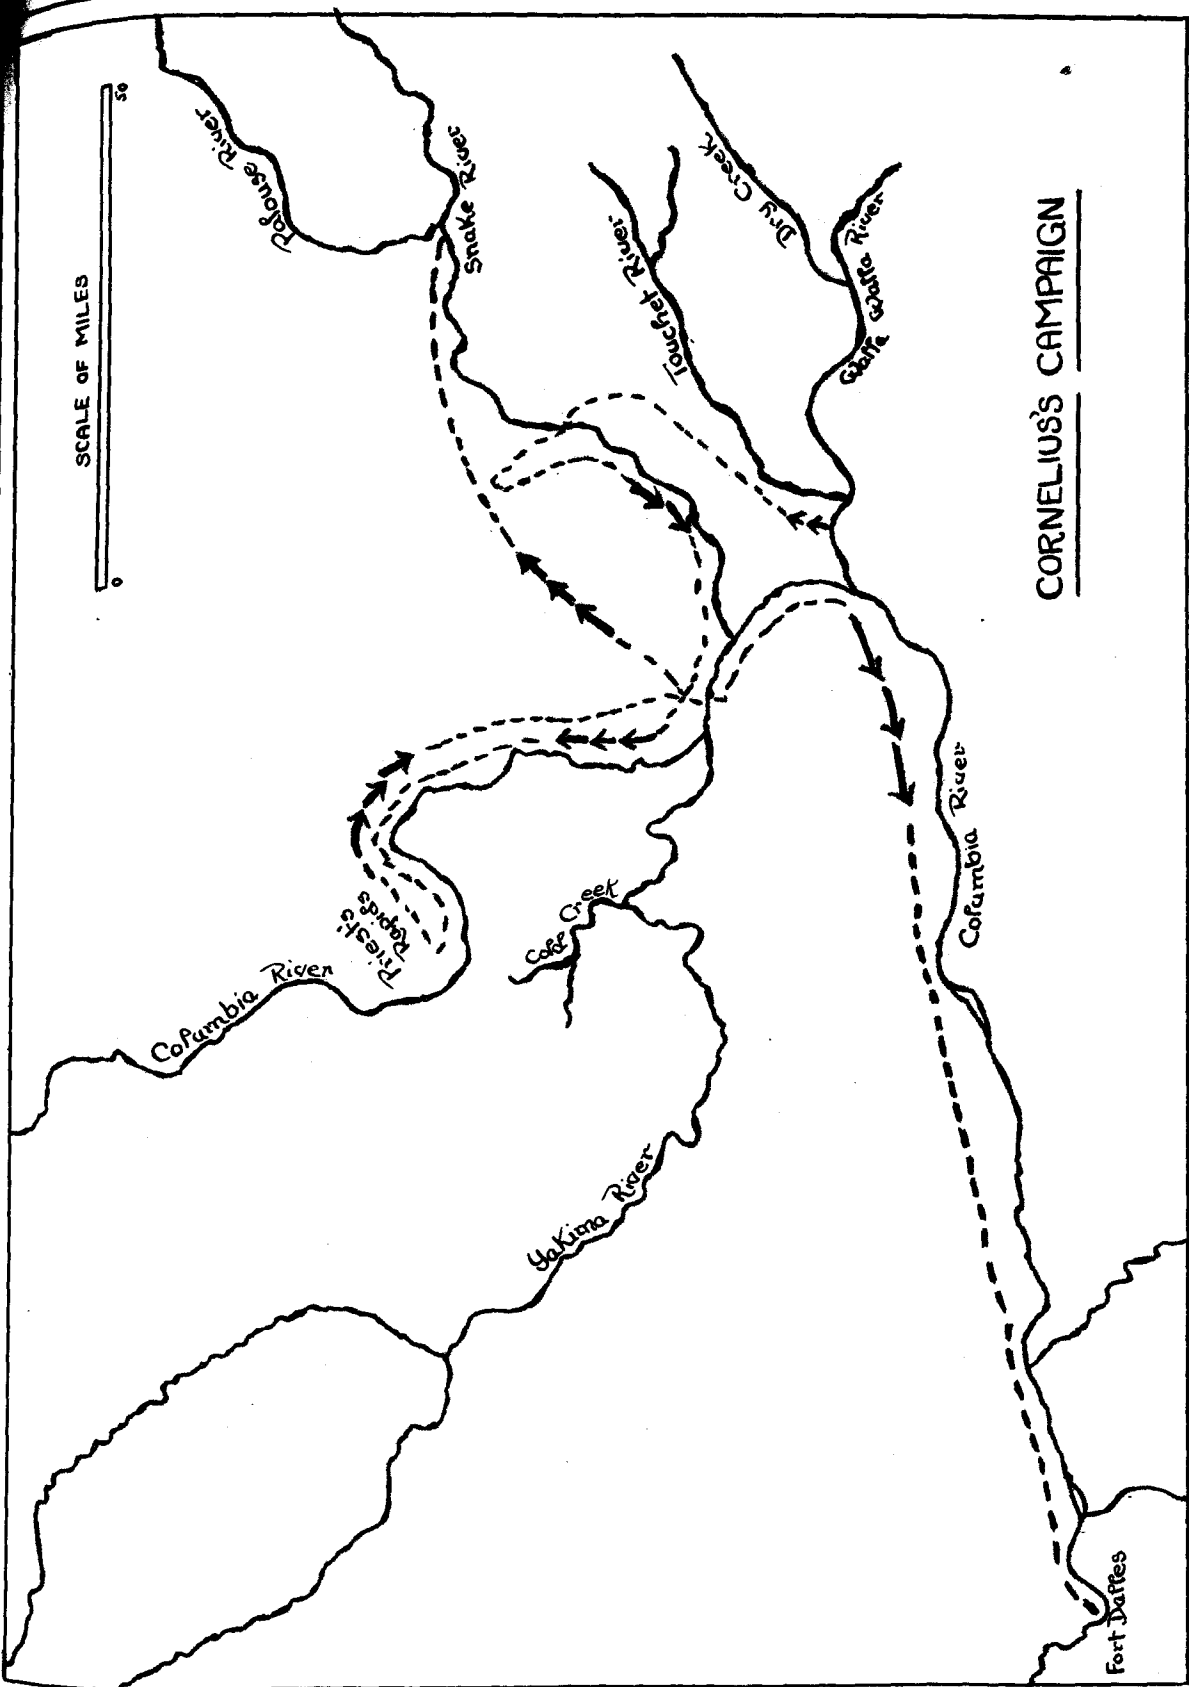 SCALE OF MILES
0
50
Palouse River
Snake River
Touchet River
Dry Creek
Walla Walla River
Priest's
Rapids
Columbia River
Cold Creek
Yakima River
Columbia River
Fort Dalles
CORNELIUS'S CAMPAIGN